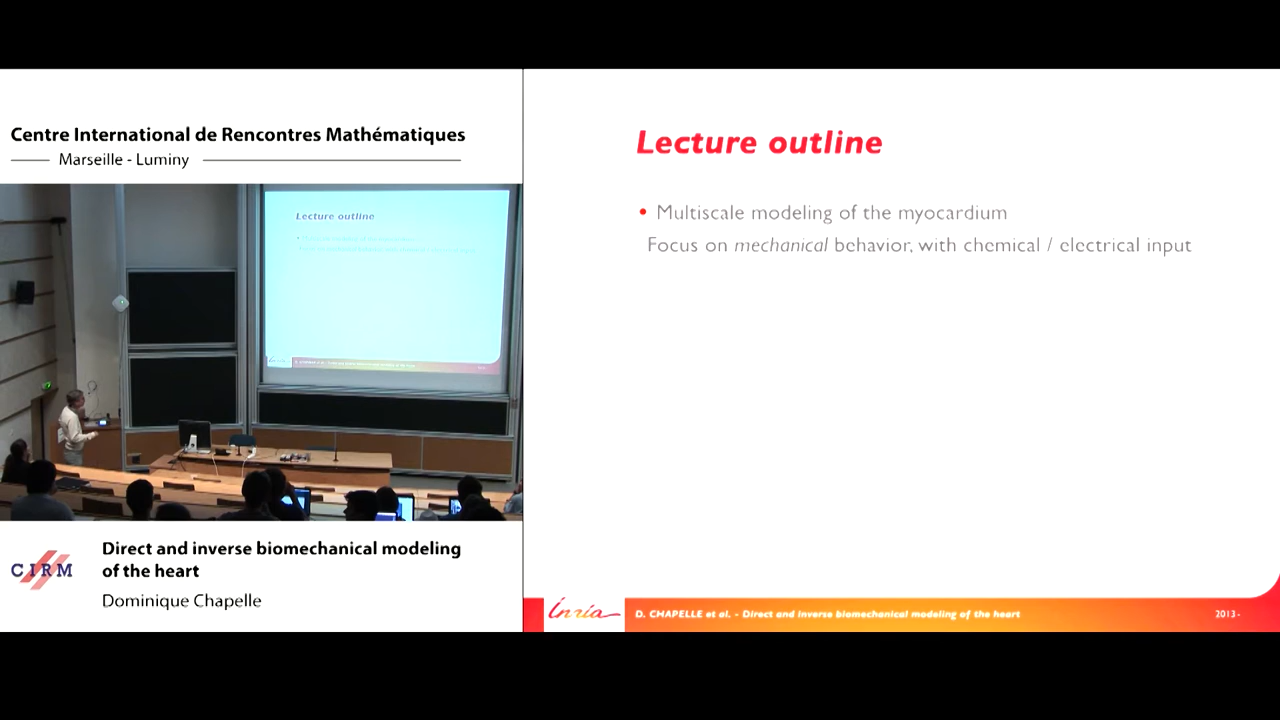 Centre International de Rencontres Mathématiques
Marseille - Luminy
Lecture outline
CIRM
Direct and inverse biomechanical modeling
of the heart
Dominique Chapelle
Lecture outline
• Multiscale modeling of the myocardium
Focus on mechanical behavior, with chemical / electrical input
Inria
D. CHAPELLE et al. - Direct and inverse biomechanical modeling of the heart
2013-